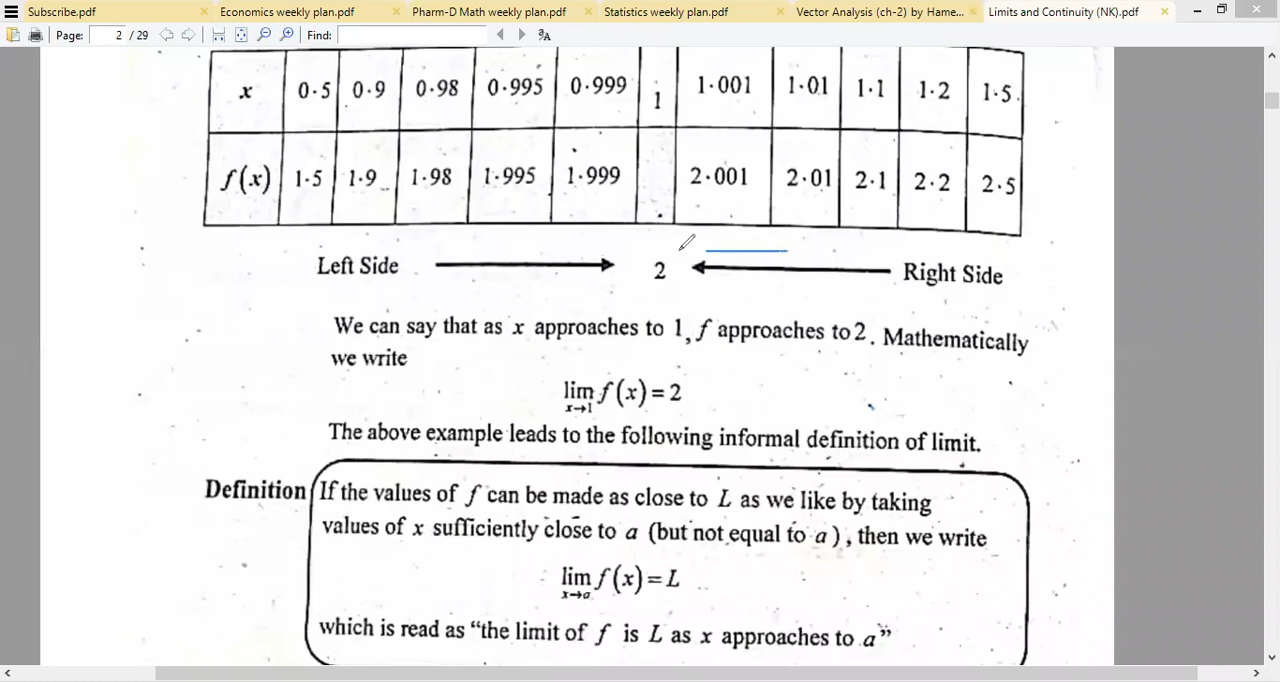 Subscribe.pdf × Economics weekly plan.pdf × Pharm-D Math weekly plan.pdf × Statistics weekly plan.pdf × Vector Analysis (ch-2) by Hame... × Limits and Continuity (NK).pdf ×
Page: 2 / 29 Find:
x 0·5 0·9 0·98 0·995 0·999 1 1·001 1·01 1·1 1·2 1·5
f(x) 1·5 1·9 1·98 1·995 1·999 2·001 2·01 2·1 2·2 2·5
Left Side 2 Right Side
We can say that as x approaches to 1, f approaches to 2. Mathematically
we write
lim x→1 f(x) = 2
The above example leads to the following informal definition of limit.
Definition If the values of f can be made as close to L as we like by taking
values of x sufficiently close to a (but not equal to a), then we write
lim x→a f(x) = L
which is read as “the limit of f is L as x approaches to a”